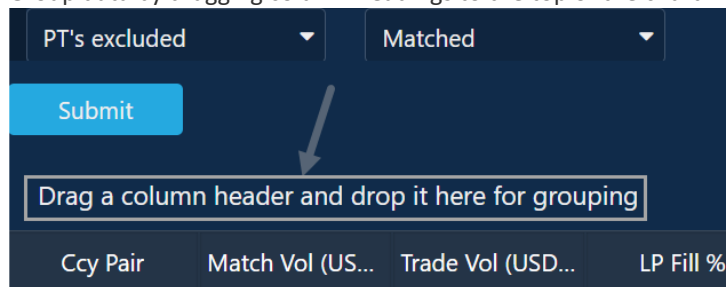 PT's excluded
Matched
Submit
Drag a column header and drop it here for grouping
Ccy Pair
Match Vol (US...
Trade Vol (USD...
LP Fill %